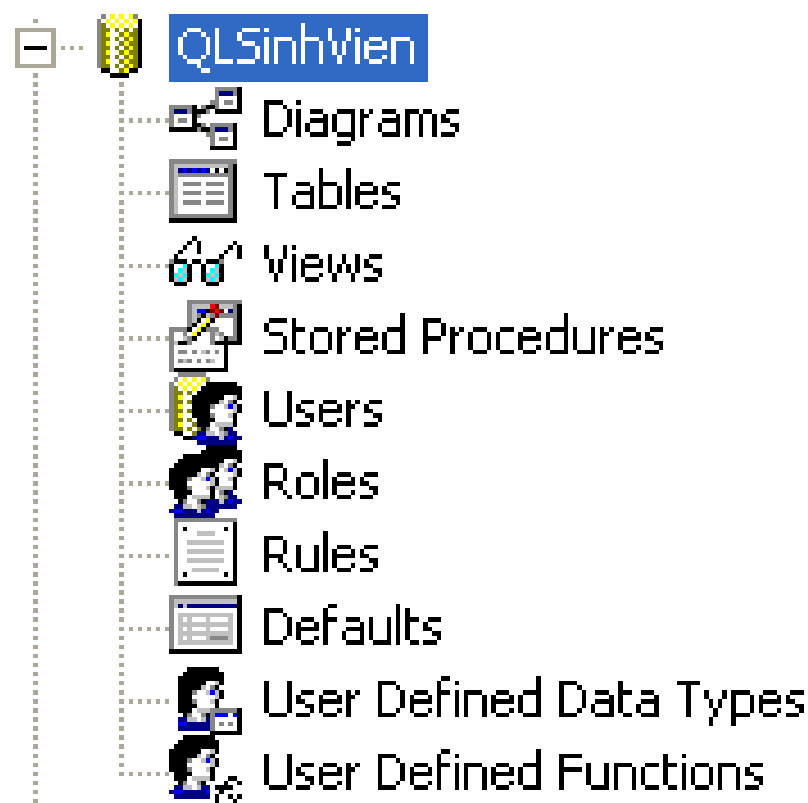 QLSinhVien
Diagrams
Tables
Views
Stored Procedures
Users
Roles
Rules
Defaults
User Defined Data Types
User Defined Functions